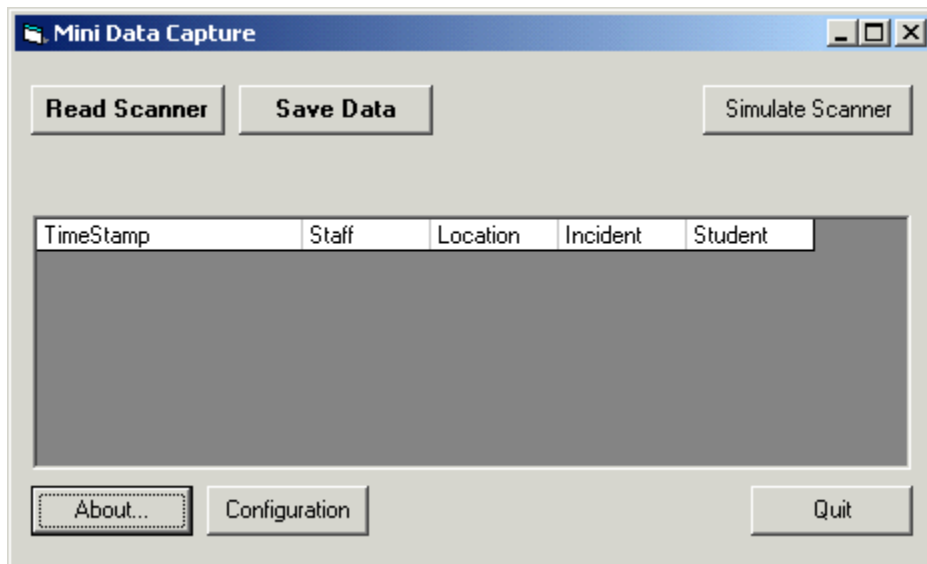 Mini Data Capture
Read Scanner Save Data Simulate Scanner
TimeStamp Staff Location Incident Student
About... Configuration Quit